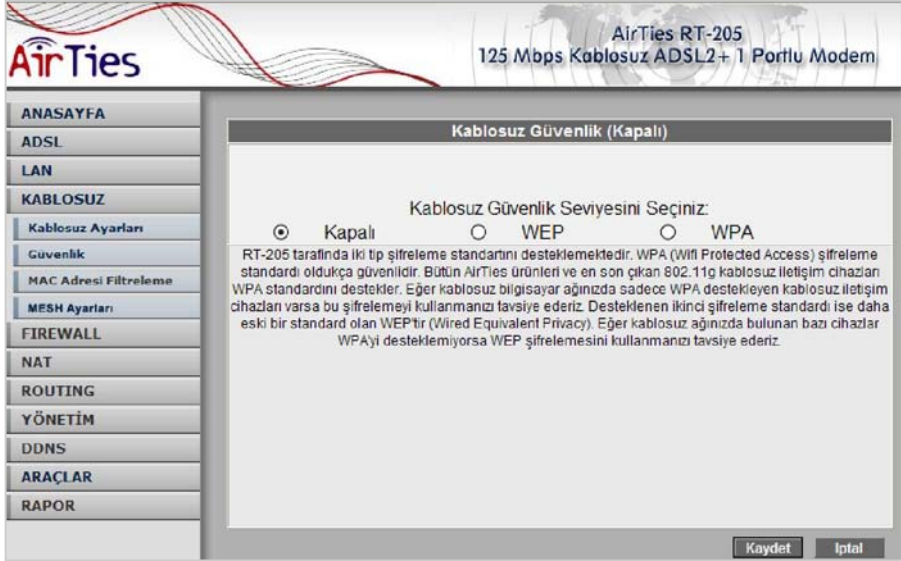 AirTies
AirTies RT-205
125 Mbps Kablosuz ADSL2+ 1 Portlu Modem
ANASAYFA
ADSL
LAN
KABLOSUZ
Kablosuz Ayarları
Güvenlik
MAC Adresi Filtreleme
MESH Ayarları
FIREWALL
NAT
ROUTING
YÖNETİM
DDNS
ARAÇLAR
RAPOR
Kablosuz Güvenlik (Kapalı)
Kablosuz Güvenlik Seviyesini Seçiniz:
Kapalı WEP WPA
RT-205 tarafinda iki tip şifreleme standartını desteklemektedir. WPA (Wifi Protected Access) şifreleme
standardı oldukça güvenlidir. Bütün AirTies ürünleri ve en son çıkan 802.11g kablosuz iletişim cihazları
WPA standardını destekler. Eğer kablosuz bilgisayar ağınızda sadece WPA destekleyen kablosuz iletişim
cihazları varsa bu şifrelemeyi kullanmanızı tavsiye ederiz. Desteklenen ikinci şifreleme standardı ise daha
eski bir standard olan WEP'tir (Wired Equivalent Privacy). Eğer kablosuz ağınızda bulunan bazı cihazlar
WPA'yi desteklemiyorsa WEP şifrelemesini kullanmanızı tavsiye ederiz.
Kaydet Iptal